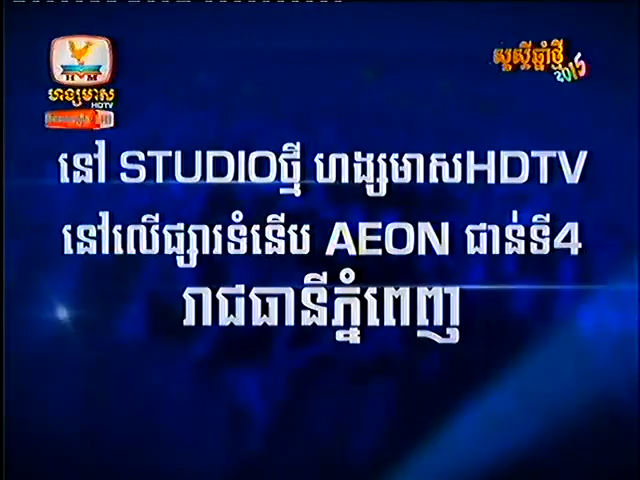 HM
ហង្សមាស
HDTV
សួស្តីឆ្នាំថ្មី
2015
នៅ STUDIOថ្មី ហង្សមាសHDTV
នៅលើផ្សារទំនើប AEON ជាន់ទី4
រាជធានីភ្នំពេញ